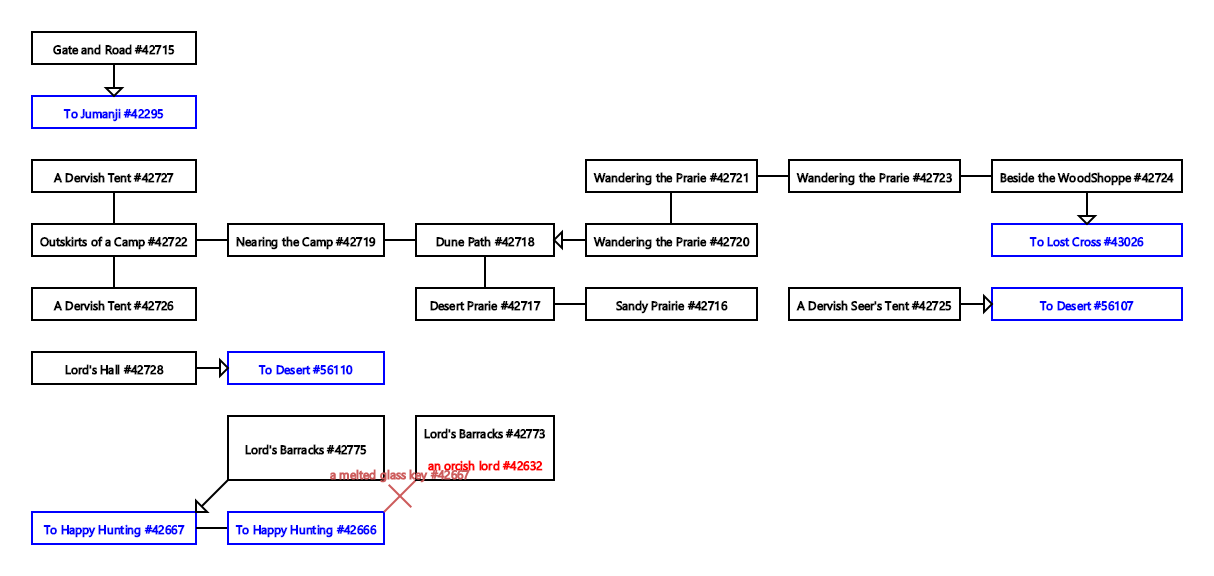 Gate and Road #42715
To Jumanji #42295
A Dervish Tent #42727
Wandering the Prarie #42721
Wandering the Prarie #42723
Beside the WoodShoppe #42724
Outskirts of a Camp #42722
Nearing the Camp #42719
Dune Path #42718
Wandering the Prarie #42720
To Lost Cross #43026
A Dervish Tent #42726
Desert Prarie #42717
Sandy Prairie #42716
A Dervish Seer's Tent #42725
To Desert #56107
Lord's Hall #42728
To Desert #56110
Lord's Barracks #42775
Lord's Barracks #42773
an orcish lord #42632
a melted glass key #42667
To Happy Hunting #42667
To Happy Hunting #42666